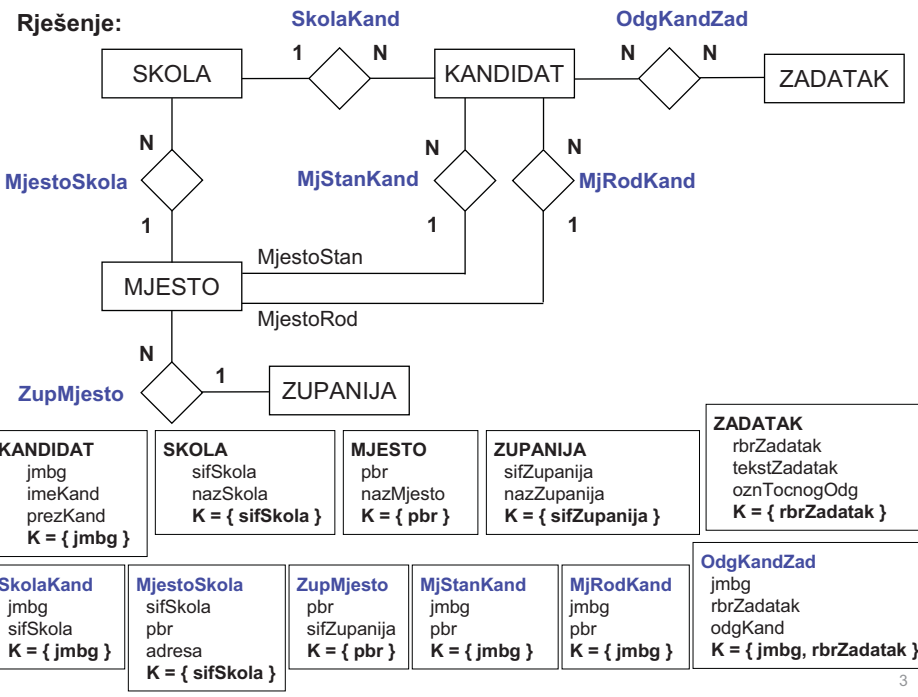 Rješenje:
SkolaKand
OdgKandZad
1
N
N
N
SKOLA
KANDIDAT
ZADATAK
N
N
N
MjestoSkola
MjStanKand
MjRodKand
1
1
1
MjestoStan
MJESTO
MjestoRod
N
1
ZupMjesto
ZUPANIJA
KANDIDAT
jmbg
imeKand
prezKand
K = { jmbg }
SKOLA
sifSkola
nazSkola
K = { sifSkola }
MJESTO
pbr
nazMjesto
K = { pbr }
ZUPANIJA
sifZupanija
nazZupanija
K = { sifZupanija }
ZADATAK
rbrZadatak
tekstZadatak
oznTocnogOdg
K = { rbrZadatak }
SkolaKand
jmbg
sifSkola
K = { jmbg }
MjestoSkola
sifSkola
pbr
adresa
K = { sifSkola }
ZupMjesto
pbr
sifZupanija
K = { pbr }
MjStanKand
jmbg
pbr
K = { jmbg }
MjRodKand
jmbg
pbr
K = { jmbg }
OdgKandZad
jmbg
rbrZadatak
odgKand
K = { jmbg, rbrZadatak }
3